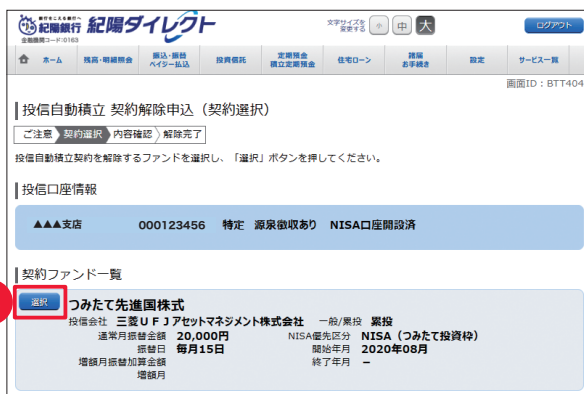 銀行をこえる銀行へ
紀陽銀行 紀陽ダイレクト
金融機関コード:0163
文字サイズを変更する 小 中 大 ログアウト
ホーム 残高・明細照会 振込・振替 ペイジー払込 投資信託 定期預金 積立定期預金 住宅ローン 諸届 お手続き 設定 サービス一覧
画面ID：BTT404
投信自動積立 契約解除申込（契約選択）
ご注意 契約選択 内容確認 解除完了
投信自動積立契約を解除するファンドを選択し、「選択」ボタンを押してください。
投信口座情報
▲▲▲支店 000123456 特定 源泉徴収あり NISA口座開設済
契約ファンド一覧
選択 つみたて先進国株式
投信会社 三菱ＵＦＪアセットマネジメント株式会社 一般/累投 累投
通常月振替金額 20,000円 NISA優先区分 NISA（つみたて投資枠）
振替日 毎月15日 開始年月 2020年08月
増額月振替加算金額 終了年月 −
増額月